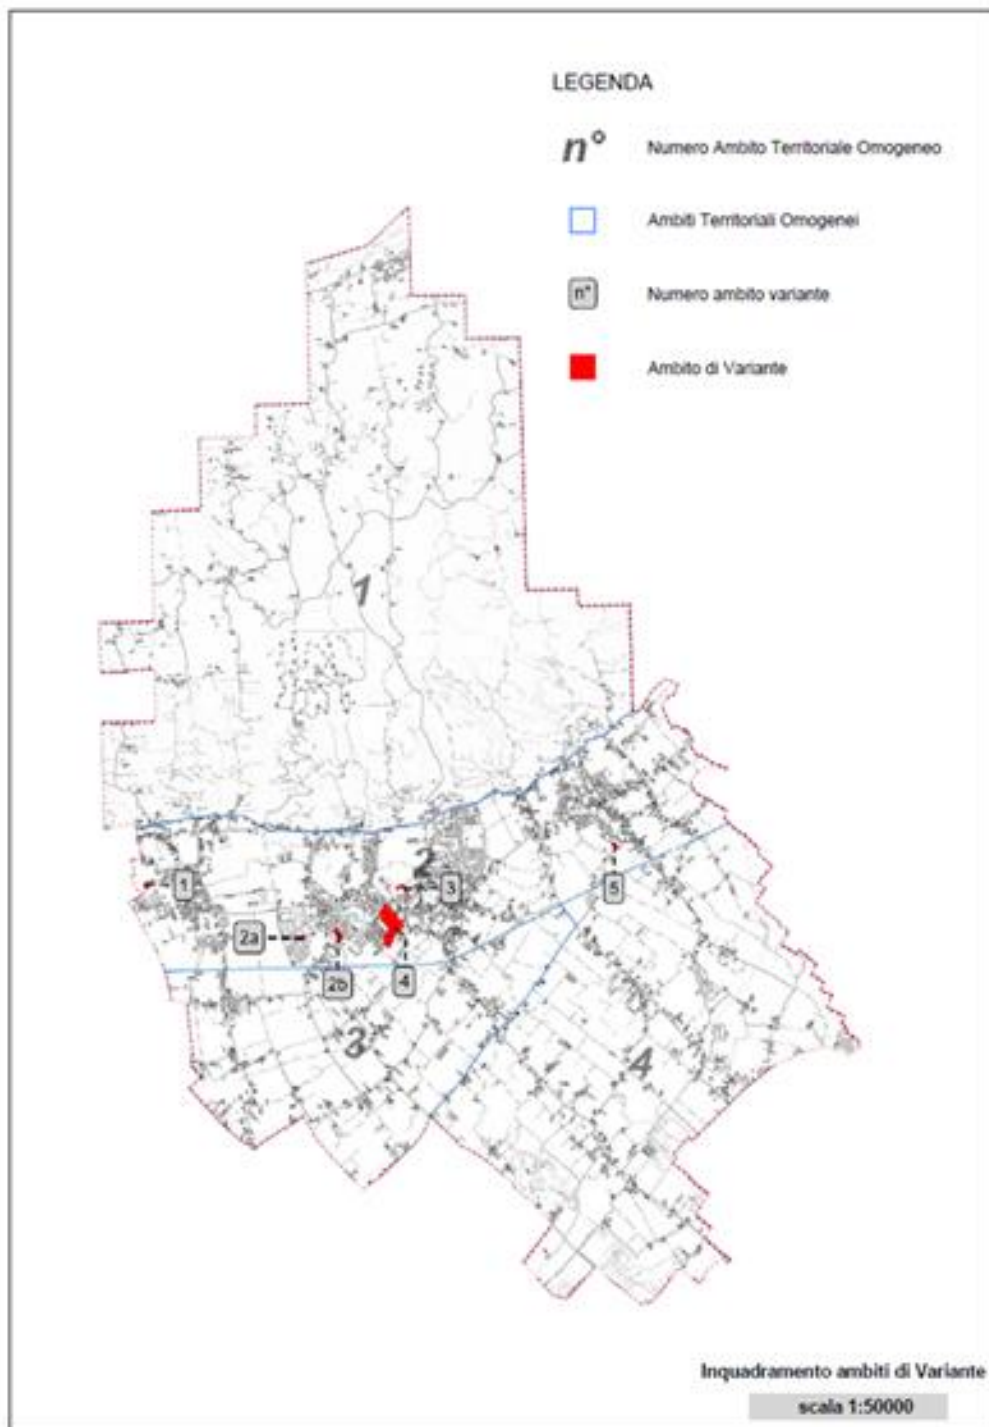 LEGENDA
n° Numero Ambito Territoriale Omogeneo
Ambiti Territoriali Omogenei
n° Numero ambito variante
Ambito di Variante
1
2
1
3
5
2a
2b
4
3
4
Inquadramento ambiti di Variante
scala 1:50000